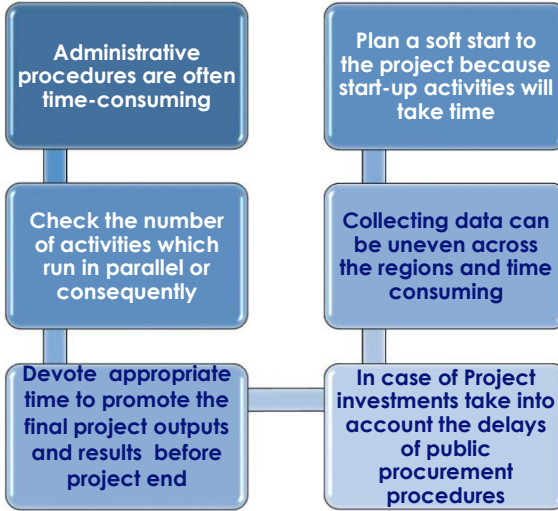 Administrative
procedures are often
time-consuming
Check the number
of activities which
run in parallel or
consequently
Devote appropriate
time to promote the
final project outputs
and results before
project end
In case of Project
investments take into
account the delays
of public
procurement
procedures
Collecting data can
be uneven across
the regions and time
consuming
Plan a soft start to
the project because
start-up activities will
take time